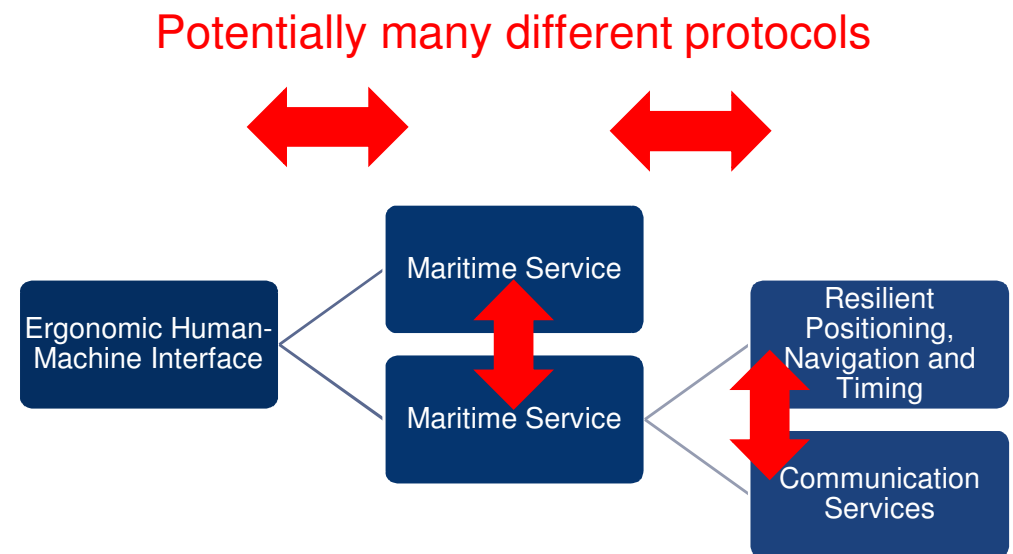 Potentially many different protocols
Maritime Service
Ergonomic Human-
Machine Interface
Maritime Service
Resilient
Positioning,
Navigation and
Timing
Communication
Services